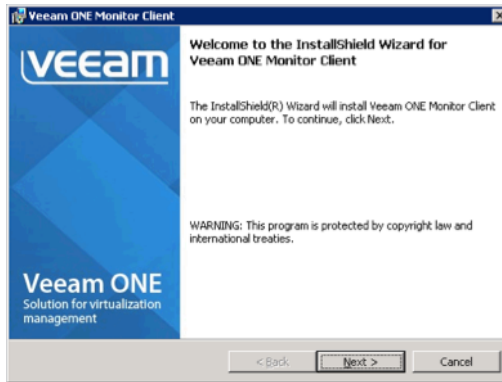 Veeam ONE Monitor Client
veeam
Welcome to the InstallShield Wizard for
Veeam ONE Monitor Client
The InstallShield(R) Wizard will install Veeam ONE Monitor Client
on your computer. To continue, click Next.
WARNING: This program is protected by copyright law and
international treaties.
Veeam ONE
Solution for virtualization
management
< Back
Next >
Cancel